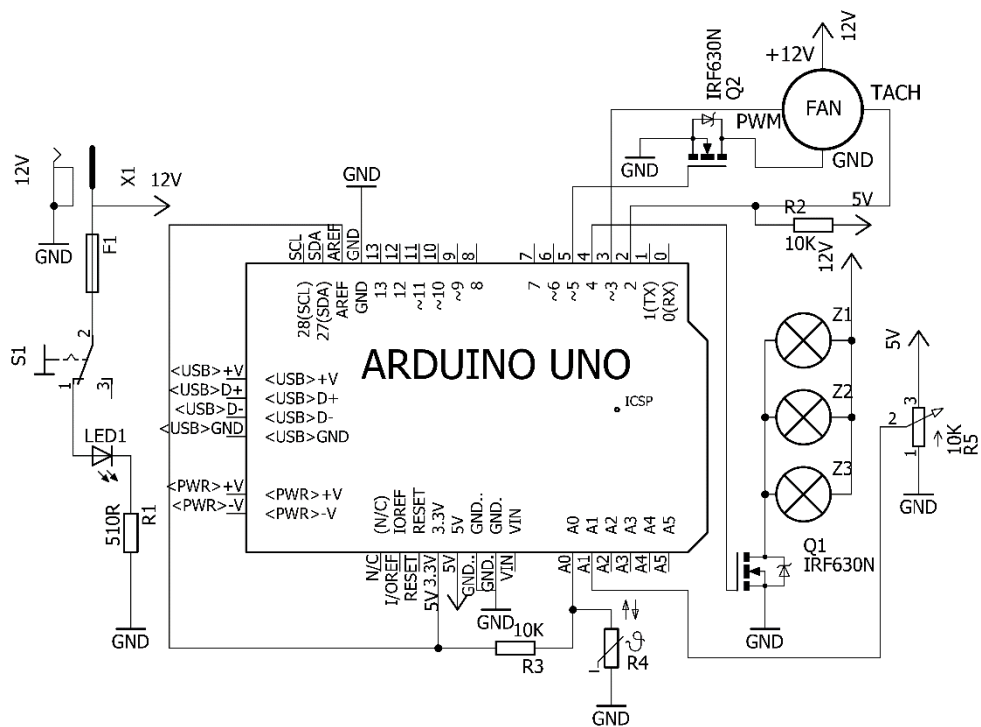 12V
+12V
IRF630N
Q2
FAN
TACH
PWM
GND
GND
12V
X1
12V
GND
F1
GND
R2
5V
10K
12V
SCL
SDA
AREF
GND
13
12
11
10
9
8
7
6
5
4
3
2
1
0
28(SCL)
27(SDA)
AREF
GND
13
12
~11
~10
~9
8
7
~6
~5
4
~3
2
1(TX)
0(RX)
ARDUINO UNO
ICSP
S1
2
1
3
<USB>+V
<USB>D+
<USB>D-
<USB>GND
<USB>+V
<USB>D+
<USB>D-
<USB>GND
<PWR>+V
<PWR>-V
<PWR>+V
<PWR>-V
LED1
510R
R1
GND
(N/C)
IOREF
RESET
3.3V
5V
GND..
GND.
VIN
A0
A1
A2
A3
A4
A5
N/C
I/OREF
RESET
5V 3.3V
5V
GND..
GND.
VIN
A0
A1
A2
A3
A4
A5
GND
10K
R3
R4
GND
Z1
Z2
Z3
Q1
IRF630N
GND
5V
3
2
1
10K
R5
GND